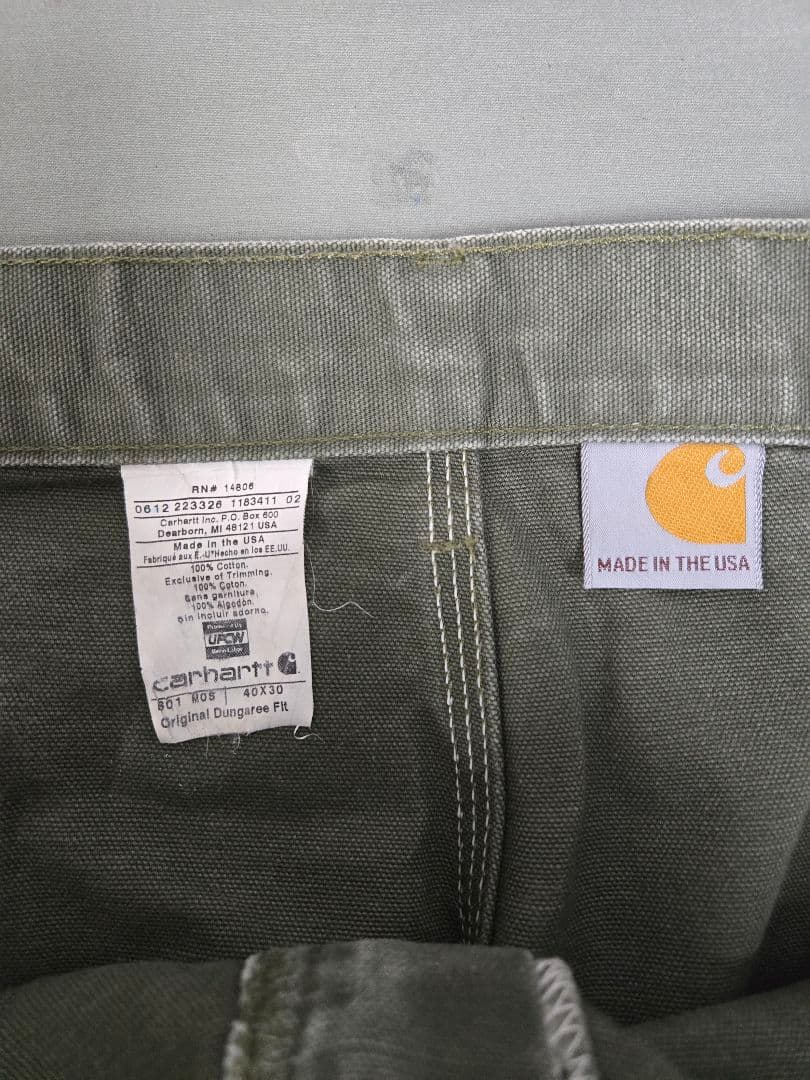 RN# 14806
0612 223326 1183411 02
Carhartt Inc. P.O. Box 600
Dearborn, MI 48121 USA
Made in the USA
Fabriqué aux É.-U*Hecho en los EE.UU.
100% Cotton.
Exclusive of Trimming.
100% Coton.
Sans garniture.
100% Algodón.
Sin incluir adorno.
UFCW
carhartt
B01 MOS 40X30
Original Dungaree Fit
MADE IN THE USA